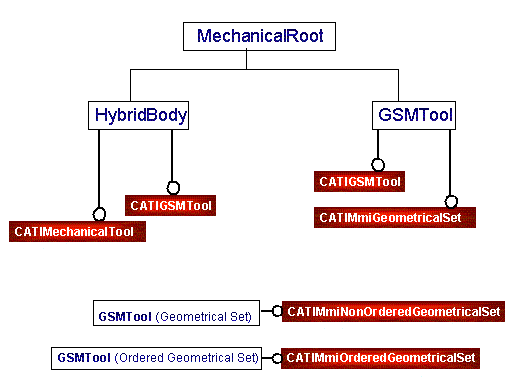 MechanicalRoot
HybridBody
GSMTool
CATIGSMTool
CATIGSMTool
CATIMechanicalTool
CATIMmiGeometricalSet
GSMTool (Geometrical Set)
CATIMmiNonOrderedGeometricalSet
GSMTool (Ordered Geometrical Set)
CATIMmiOrderedGeometricalSet